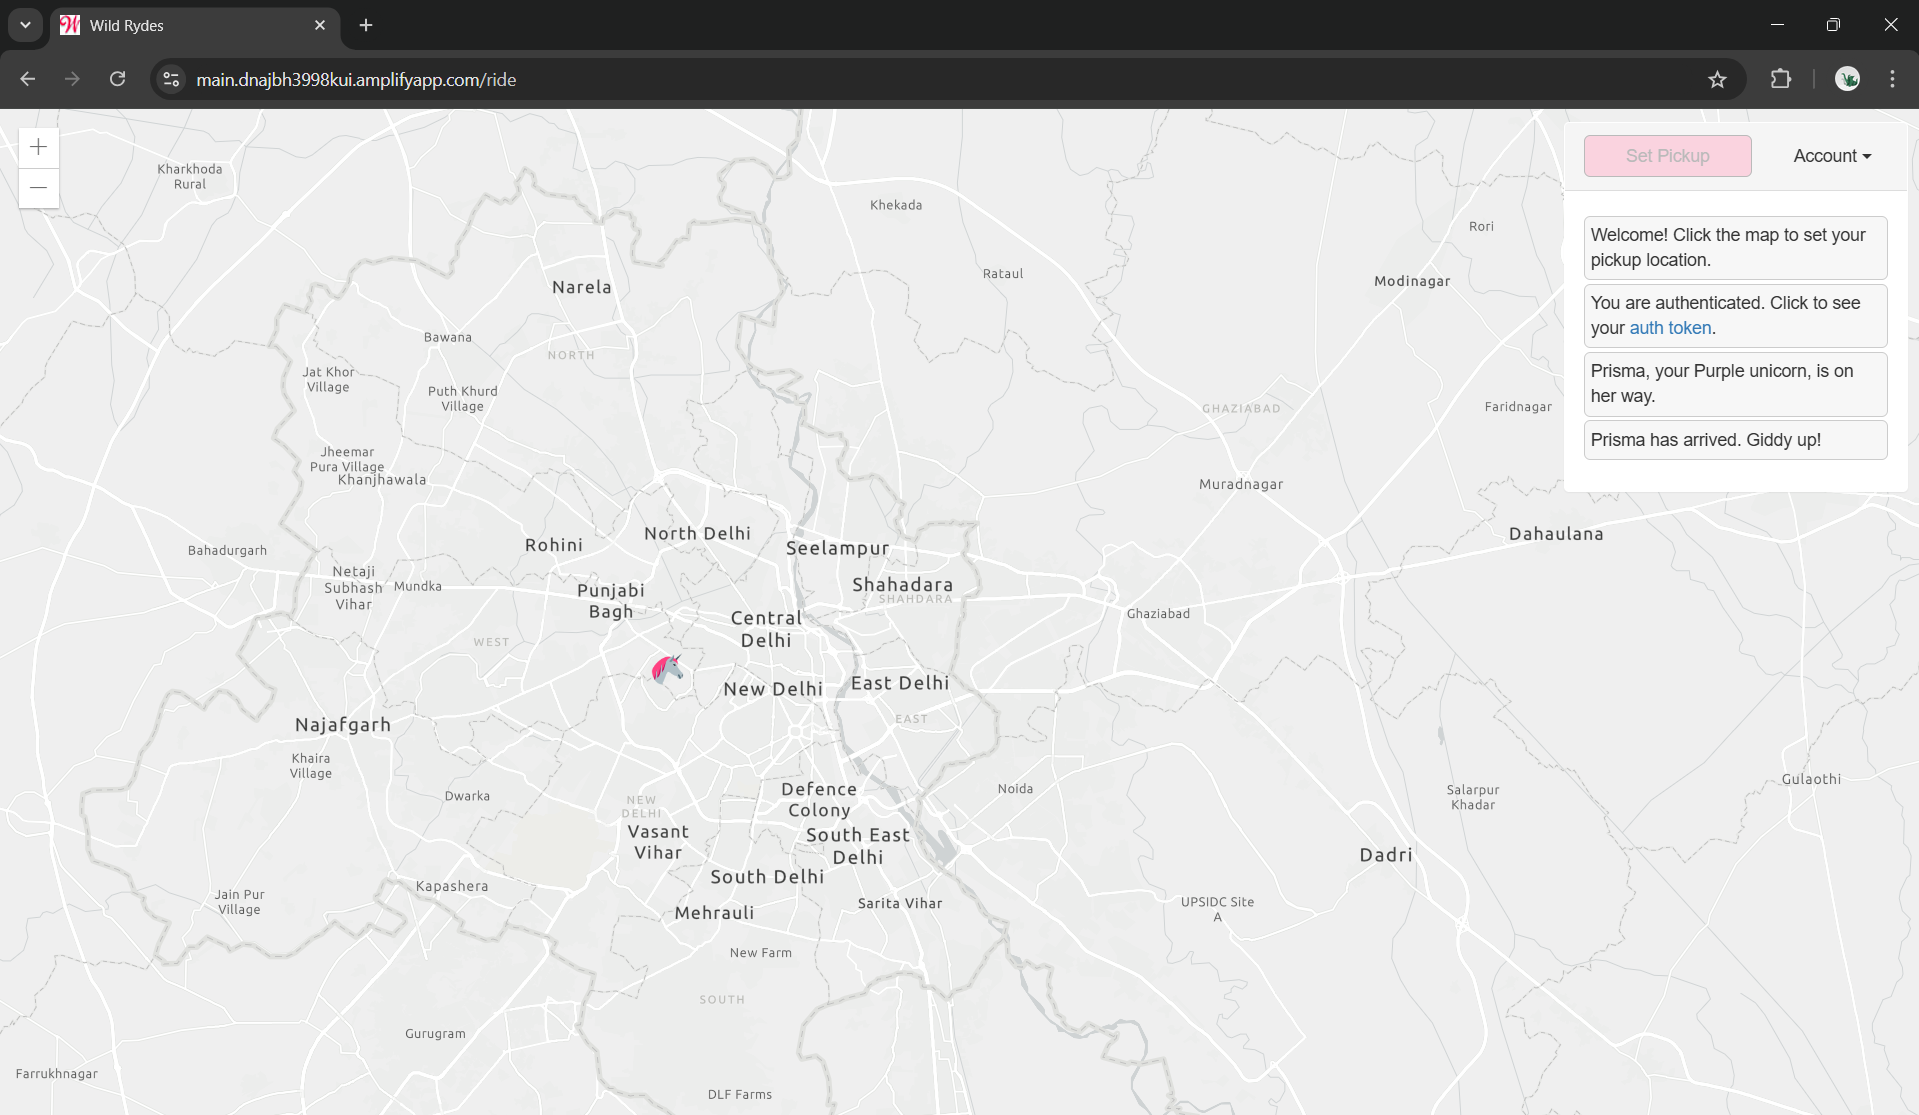 Wild Rydes
main.dnajbh3998kui.amplifyapp.com/ride
Set Pickup
Account
Welcome! Click the map to set your
pickup location.
You are authenticated. Click to see
your auth token.
Prisma, your Purple unicorn, is on
her way.
Prisma has arrived. Giddy up!
Kharkhoda
Rural
Khekada
Rori
Rataul
Modinagar
Narela
Bawana
NORTH
Jat Khor
Village
Puth Khurd
Village
GHAZIABAD
Faridnagar
Jheemar
Pura Village
Khanjhawala
Muradnagar
North Delhi
Dahaulana
Rohini
Seelampur
Bahadurgarh
Netaji
Subhash
Vihar
Mundka
Punjabi
Bagh
Shahadara
SHAHDARA
Central
Delhi
Ghaziabad
WEST
New Delhi
East Delhi
EAST
Najafgarh
Khaira
Village
Dwarka
NEW
DELHI
Defence
Colony
Noida
Salarpur
Khadar
Gulaothi
Vasant
Vihar
South East
Delhi
Dadri
South Delhi
Kapashera
Jain Pur
Village
Mehrauli
Sarita Vihar
UPSIDC Site
A
New Farm
SOUTH
Gurugram
Farrukhnagar
DLF Farms